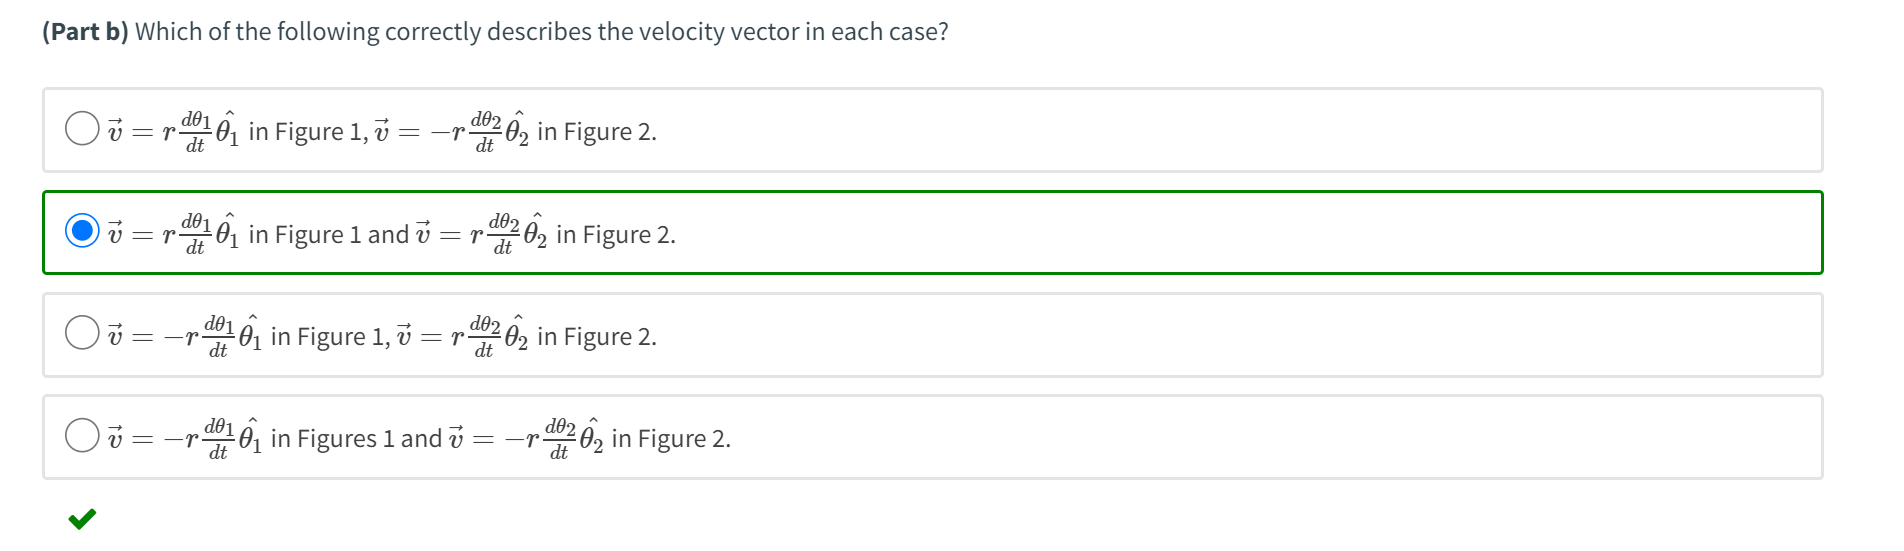 (Part b) Which of the following correctly describes the velocity vector in each case?
$\vec{v} = r\frac{d\theta_1}{dt}\hat{\theta_1}$ in Figure 1, $\vec{v} = -r\frac{d\theta_2}{dt}\hat{\theta_2}$ in Figure 2.
$\vec{v} = r\frac{d\theta_1}{dt}\hat{\theta_1}$ in Figure 1 and $\vec{v} = r\frac{d\theta_2}{dt}\hat{\theta_2}$ in Figure 2.
$\vec{v} = -r\frac{d\theta_1}{dt}\hat{\theta_1}$ in Figure 1, $\vec{v} = r\frac{d\theta_2}{dt}\hat{\theta_2}$ in Figure 2.
$\vec{v} = -r\frac{d\theta_1}{dt}\hat{\theta_1}$ in Figures 1 and $\vec{v} = -r\frac{d\theta_2}{dt}\hat{\theta_2}$ in Figure 2.